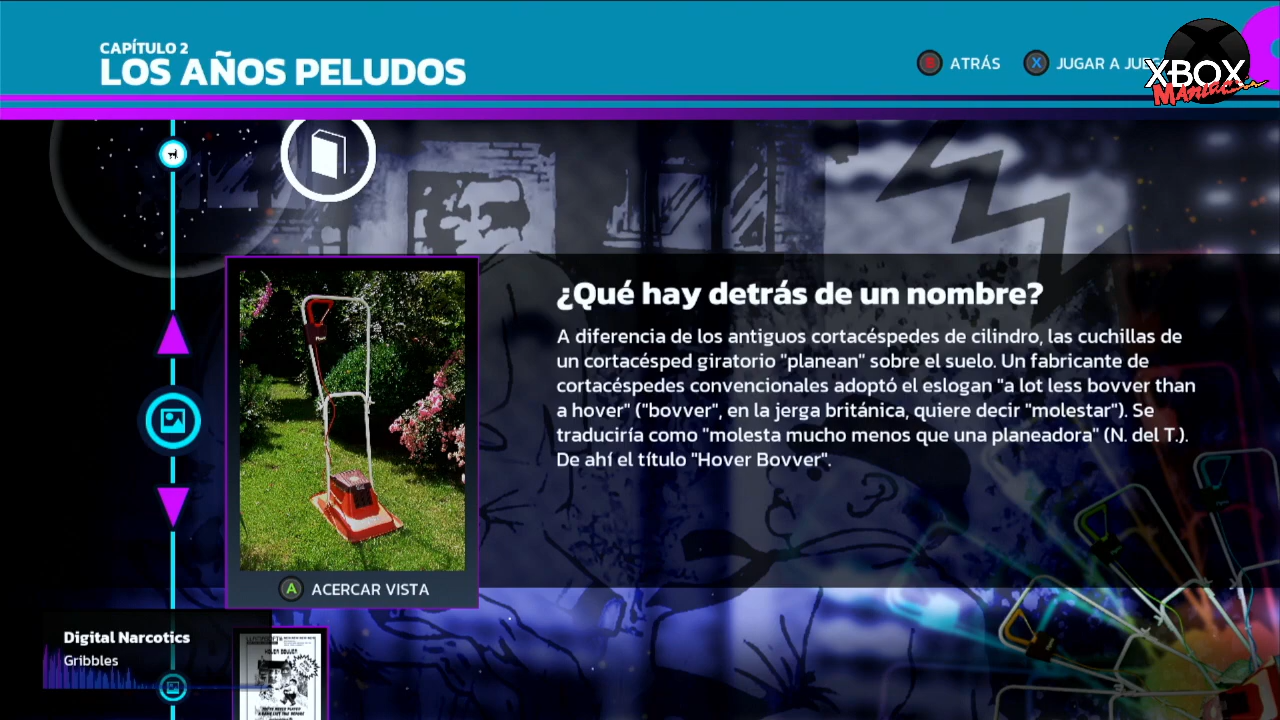 CAPÍTULO 2
LOS AÑOS PELUDOS
B ATRÁS
X JUGAR A
XBOX
Maniac
¿Qué hay detrás de un nombre?
A diferencia de los antiguos cortacéspedes de cilindro, las cuchillas de
un cortacésped giratorio "planean" sobre el suelo. Un fabricante de
cortacéspedes convencionales adoptó el eslogan "a lot less bovver than
a hover" ("bovver", en la jerga británica, quiere decir "molestar"). Se
traduciría como "molesta mucho menos que una planeadora" (N. del T.).
De ahí el título "Hover Bovver".
A ACERCAR VISTA
Digital Narcotics
Gribbles
HOVER BOVVER